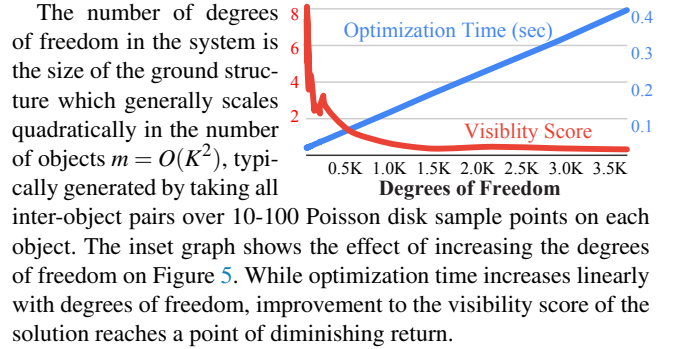 The number of degrees
of freedom in the system is
the size of the ground struc-
ture which generally scales
quadratically in the number
of objects m = O(K²), typi-
cally generated by taking all
8
6
4
2
Optimization Time (sec)
0.4
0.3
0.2
0.1
Visiblity Score
0.5K 1.0K 1.5K 2.0K 2.5K 3.0K 3.5K
Degrees of Freedom
inter-object pairs over 10-100 Poisson disk sample points on each
object. The inset graph shows the effect of increasing the degrees
of freedom on Figure 5. While optimization time increases linearly
with degrees of freedom, improvement to the visibility score of the
solution reaches a point of diminishing return.